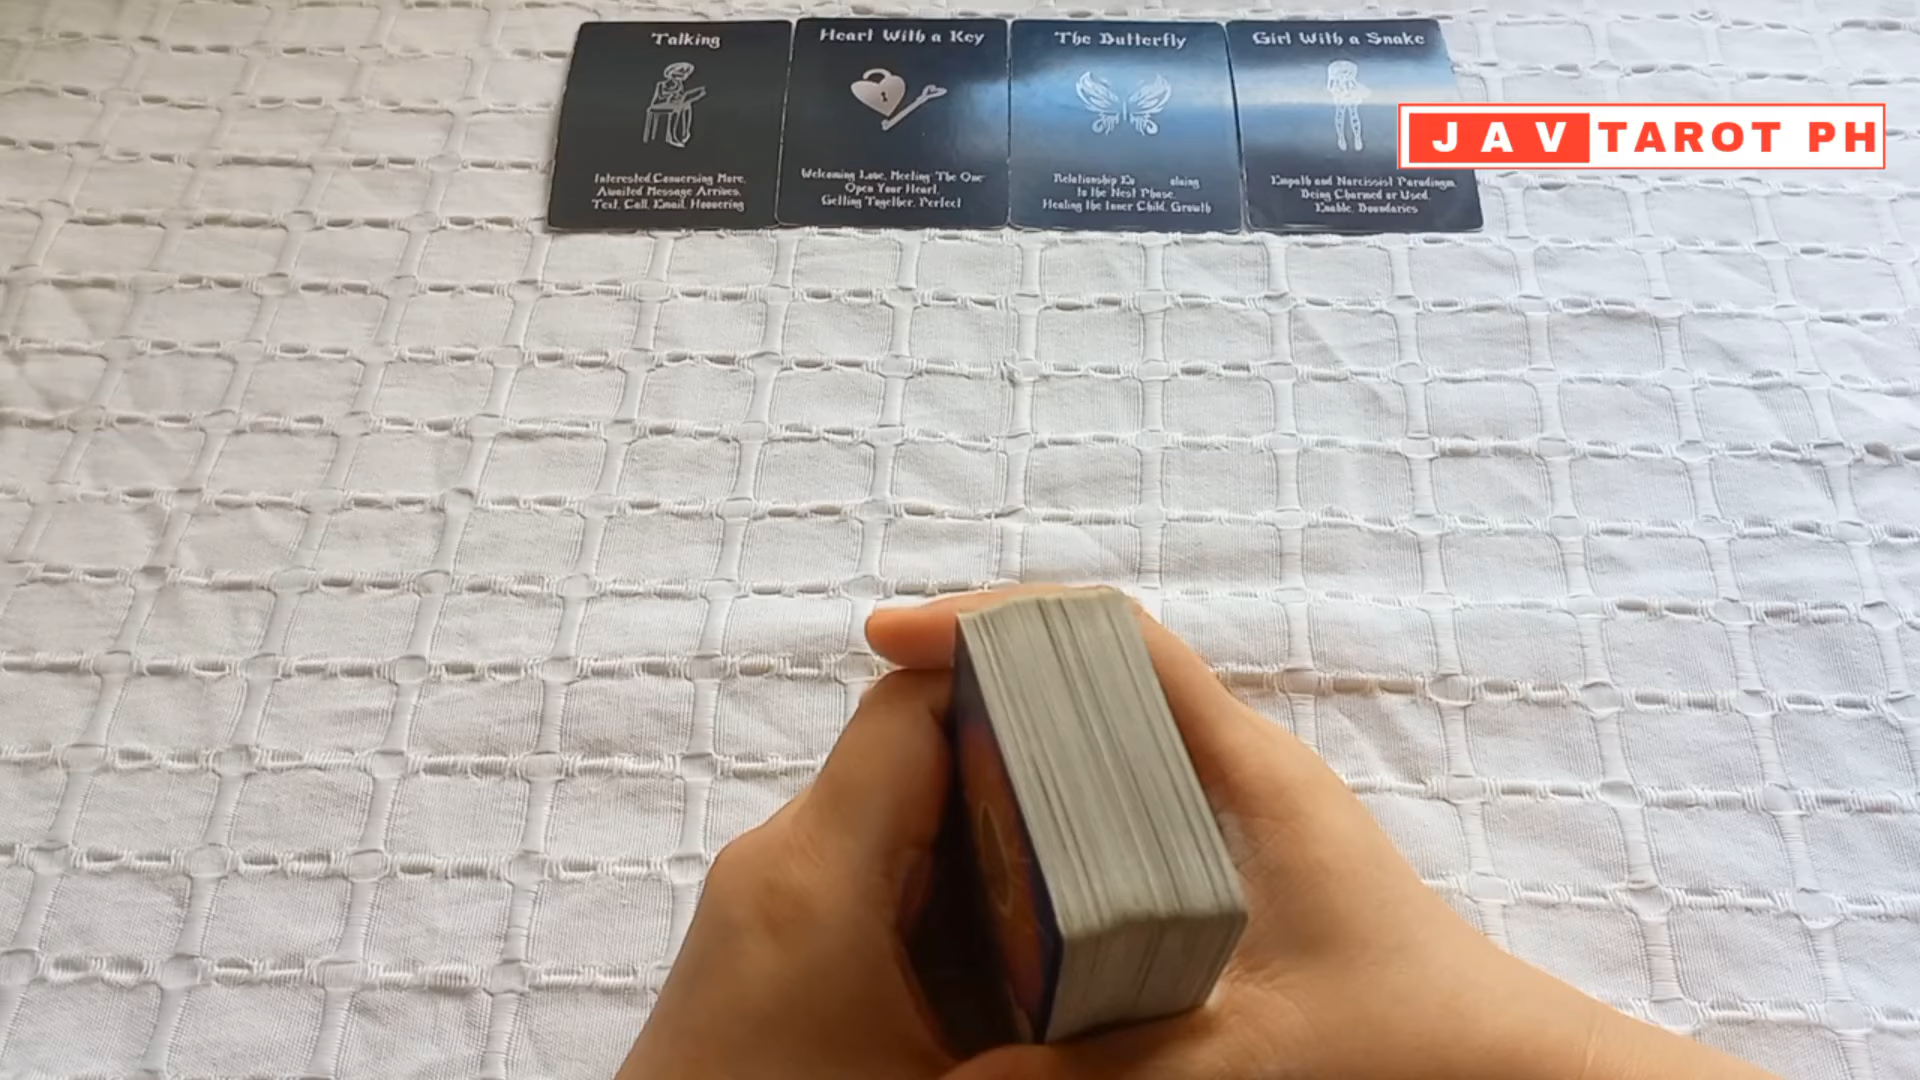 Talking
Interested, Conversing More,
Awaited Message Arrives,
Text, Call, Email, Hoovering
Heart With a Key
Welcoming Love, Meeting The One
Open Your Heart,
Getting Together, Perfect
The Butterfly
Relationship
to the Next Phase,
Healing the Inner Child, Growth
Girl With a Snake
Empath and Narcissist Paradigm,
Being Charmed or Used,
Enable, Boundaries
JAV TAROT PH